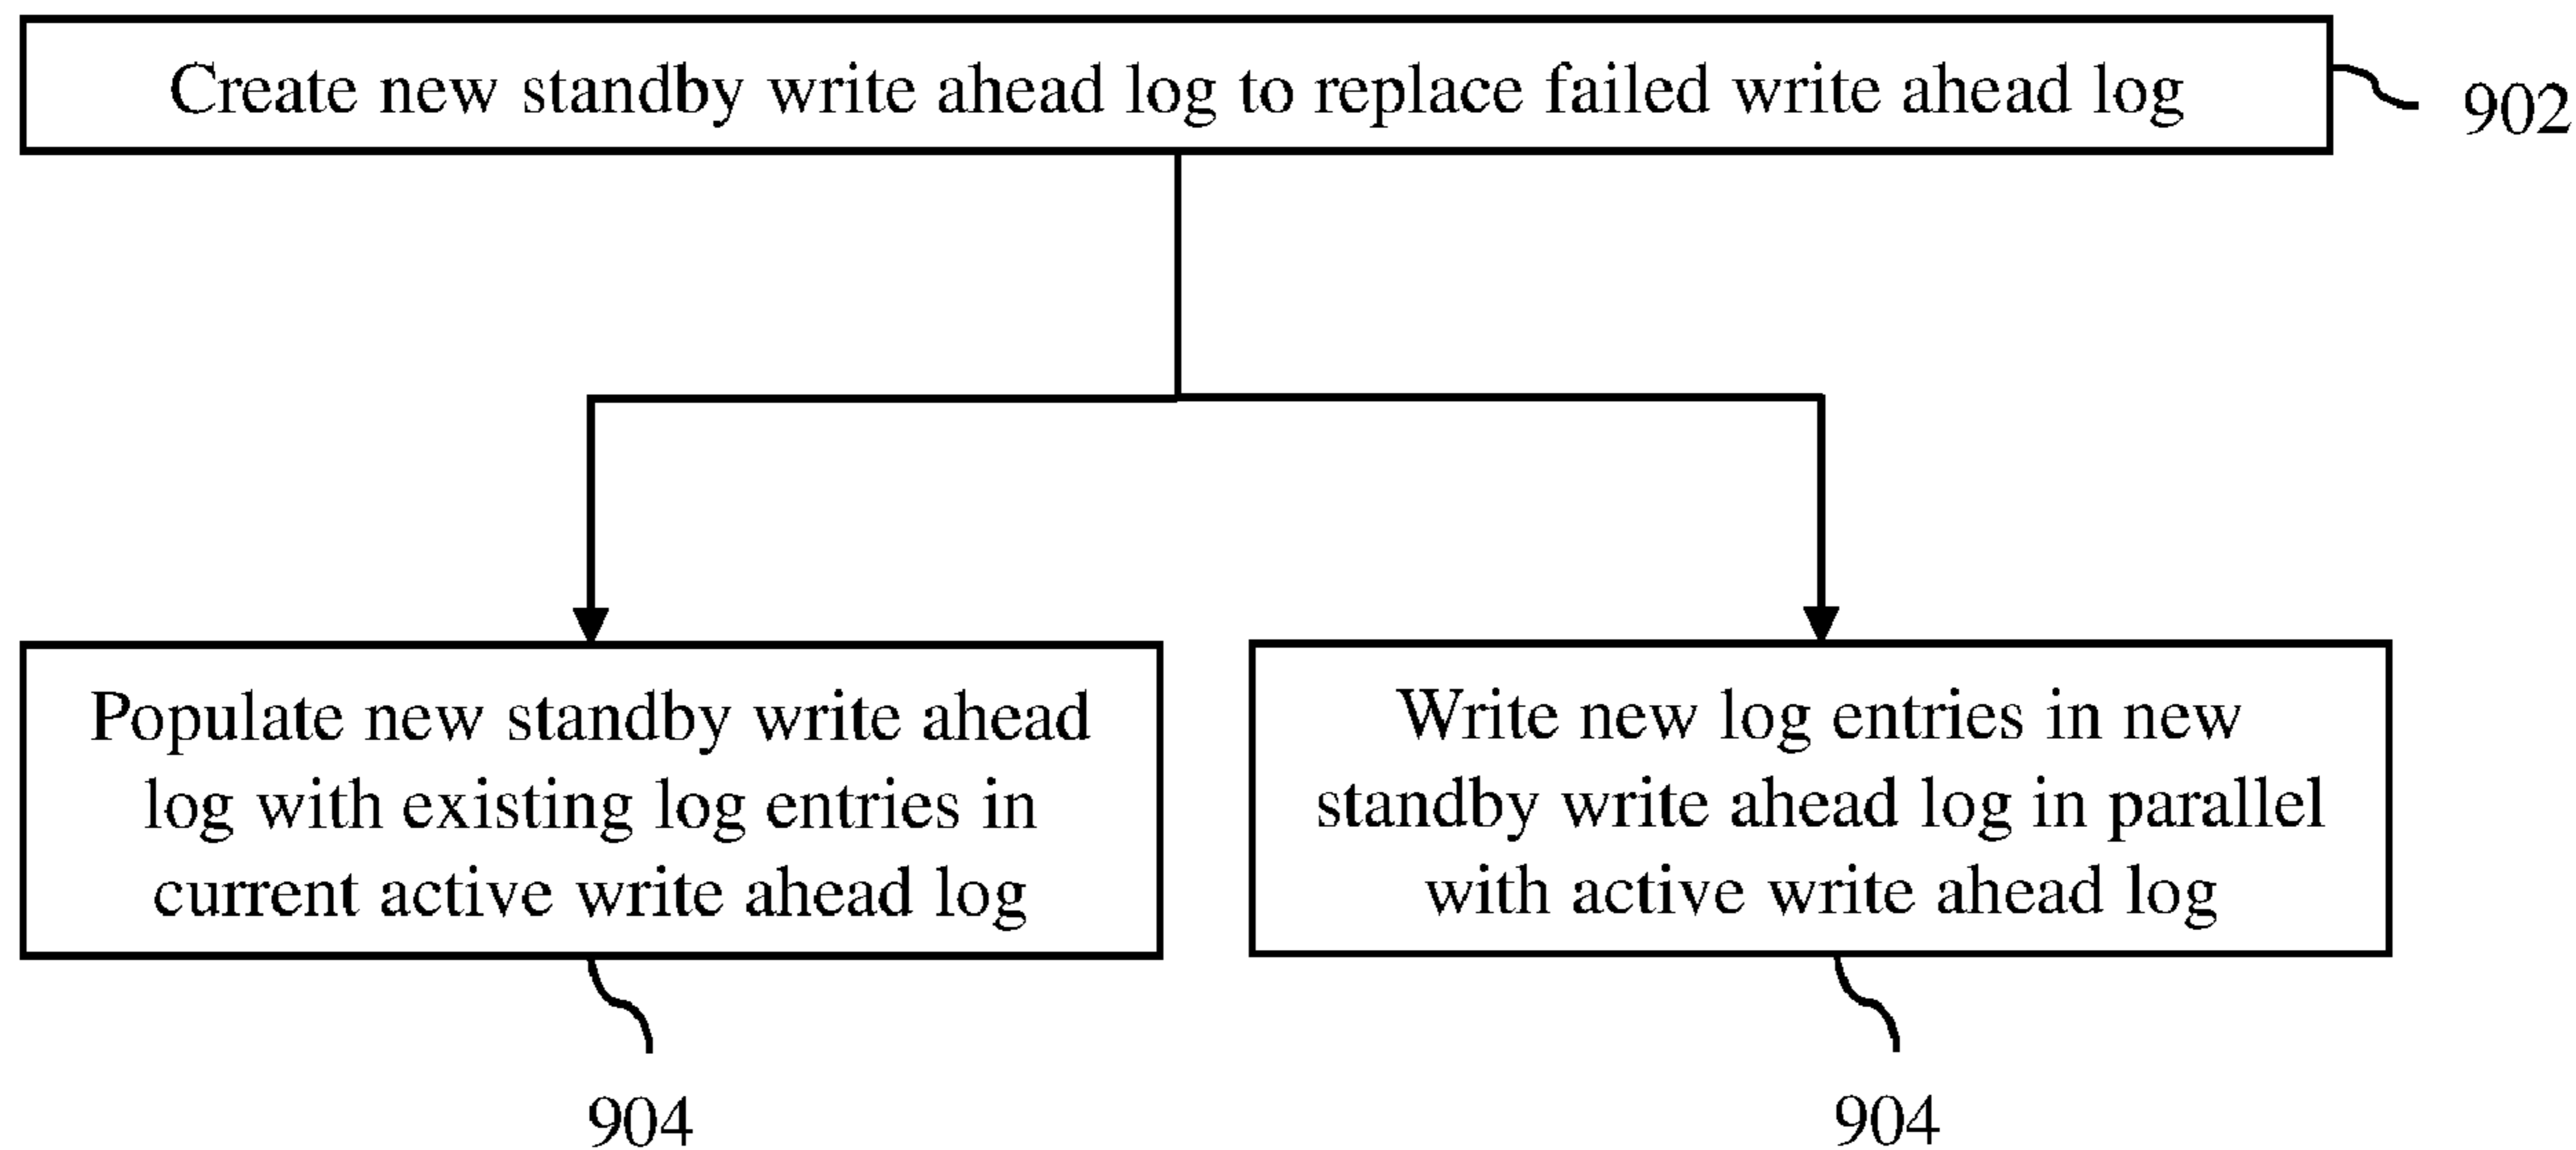 Create new standby write ahead log to replace failed write ahead log
902
Populate new standby write ahead
log with existing log entries in
current active write ahead log
904
Write new log entries in new
standby write ahead log in parallel
with active write ahead log
904